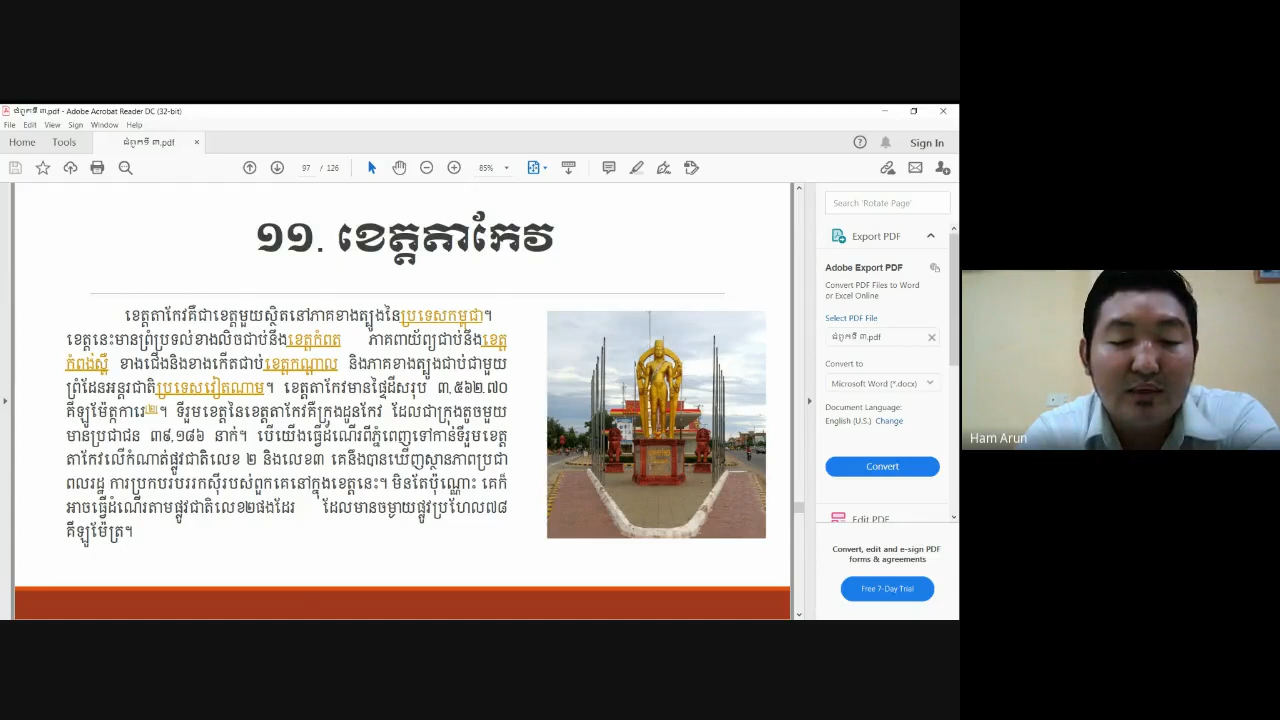 ជំពូកទី ៣.pdf - Adobe Acrobat Reader DC (32-bit)
File Edit View Sign Window Help
Home Tools ជំពូកទី ៣.pdf × Sign In
97 / 126 85%
១១. ខេត្តតាកែវ
ខេត្តតាកែវគឺជាខេត្តមួយស្ថិតនៅភាគខាងត្បូងនៃប្រទេសកម្ពុជា។
ខេត្តនេះមានព្រំប្រទល់ខាងលិចជាប់នឹងខេត្តកំពត ភាគពាយ័ព្យជាប់នឹងខេត្ត
កំពង់ស្ពឺ ខាងជើងនិងខាងកើតជាប់ខេត្តកណ្ដាល និងភាគខាងត្បូងជាប់ជាមួយ
ព្រំដែនអន្តរជាតិប្រទេសវៀតណាម។ ខេត្តតាកែវមានផ្ទៃដីសរុប ៣,៥៦២.៧០
គីឡូម៉ែត្កការេ[២]។ ទីរួមខេត្តនៃខេត្តតាកែវគឺក្រុងដូនកែវ ដែលជាក្រុងតូចមួយ
មានប្រជាជន ៣៩,១៨៦ នាក់។ បើយើងធ្វើដំណើរពីភ្នំពេញទៅកាន់ទីរួមខេត្ត
តាកែវលើកំណាត់ផ្លូវជាតិលេខ ២ និងលេខ៣ គេនឹងបានឃើញស្ថានភាពប្រជា
ពលរដ្ឋ ការប្រកបរបររកស៊ីរបស់ពួកគេនៅក្នុងខេត្តនេះ។ មិនតែប៉ុណ្ណោះ គេក៏
អាចធ្វើដំណើរតាមផ្លូវជាតិលេខ២ផងដែរ ដែលមានចម្ងាយផ្លូវប្រហែល៧៨
គីឡូម៉ែត្រ។
Search 'Rotate Page'
Export PDF
Adobe Export PDF
Convert PDF Files to Word
or Excel Online
Select PDF File
ជំពូកទី ៣.pdf ×
Convert to
Microsoft Word (*.docx)
Document Language:
English (U.S.) Change
Convert
Edit PDF
Convert, edit and e-sign PDF
forms & agreements
Free 7-Day Trial
Ham Arun